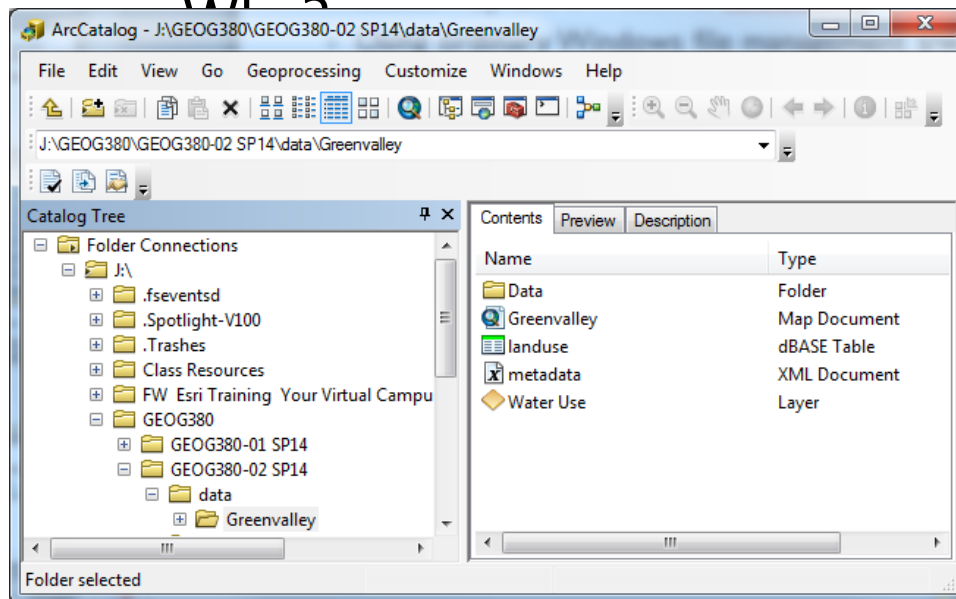 ArcCatalog - J:\GEOG380\GEOG380-02 SP14\data\Greenvalley
File Edit View Go Geoprocessing Customize Windows Help
J:\GEOG380\GEOG380-02 SP14\data\Greenvalley
Catalog Tree
Folder Connections
J:\
.fseventsd
.Spotlight-V100
.Trashes
Class Resources
FW Esri Training Your Virtual Campu
GEOG380
GEOG380-01 SP14
GEOG380-02 SP14
data
Greenvalley
Contents Preview Description
Name Type
Data Folder
Greenvalley Map Document
landuse dBASE Table
metadata XML Document
Water Use Layer
Folder selected